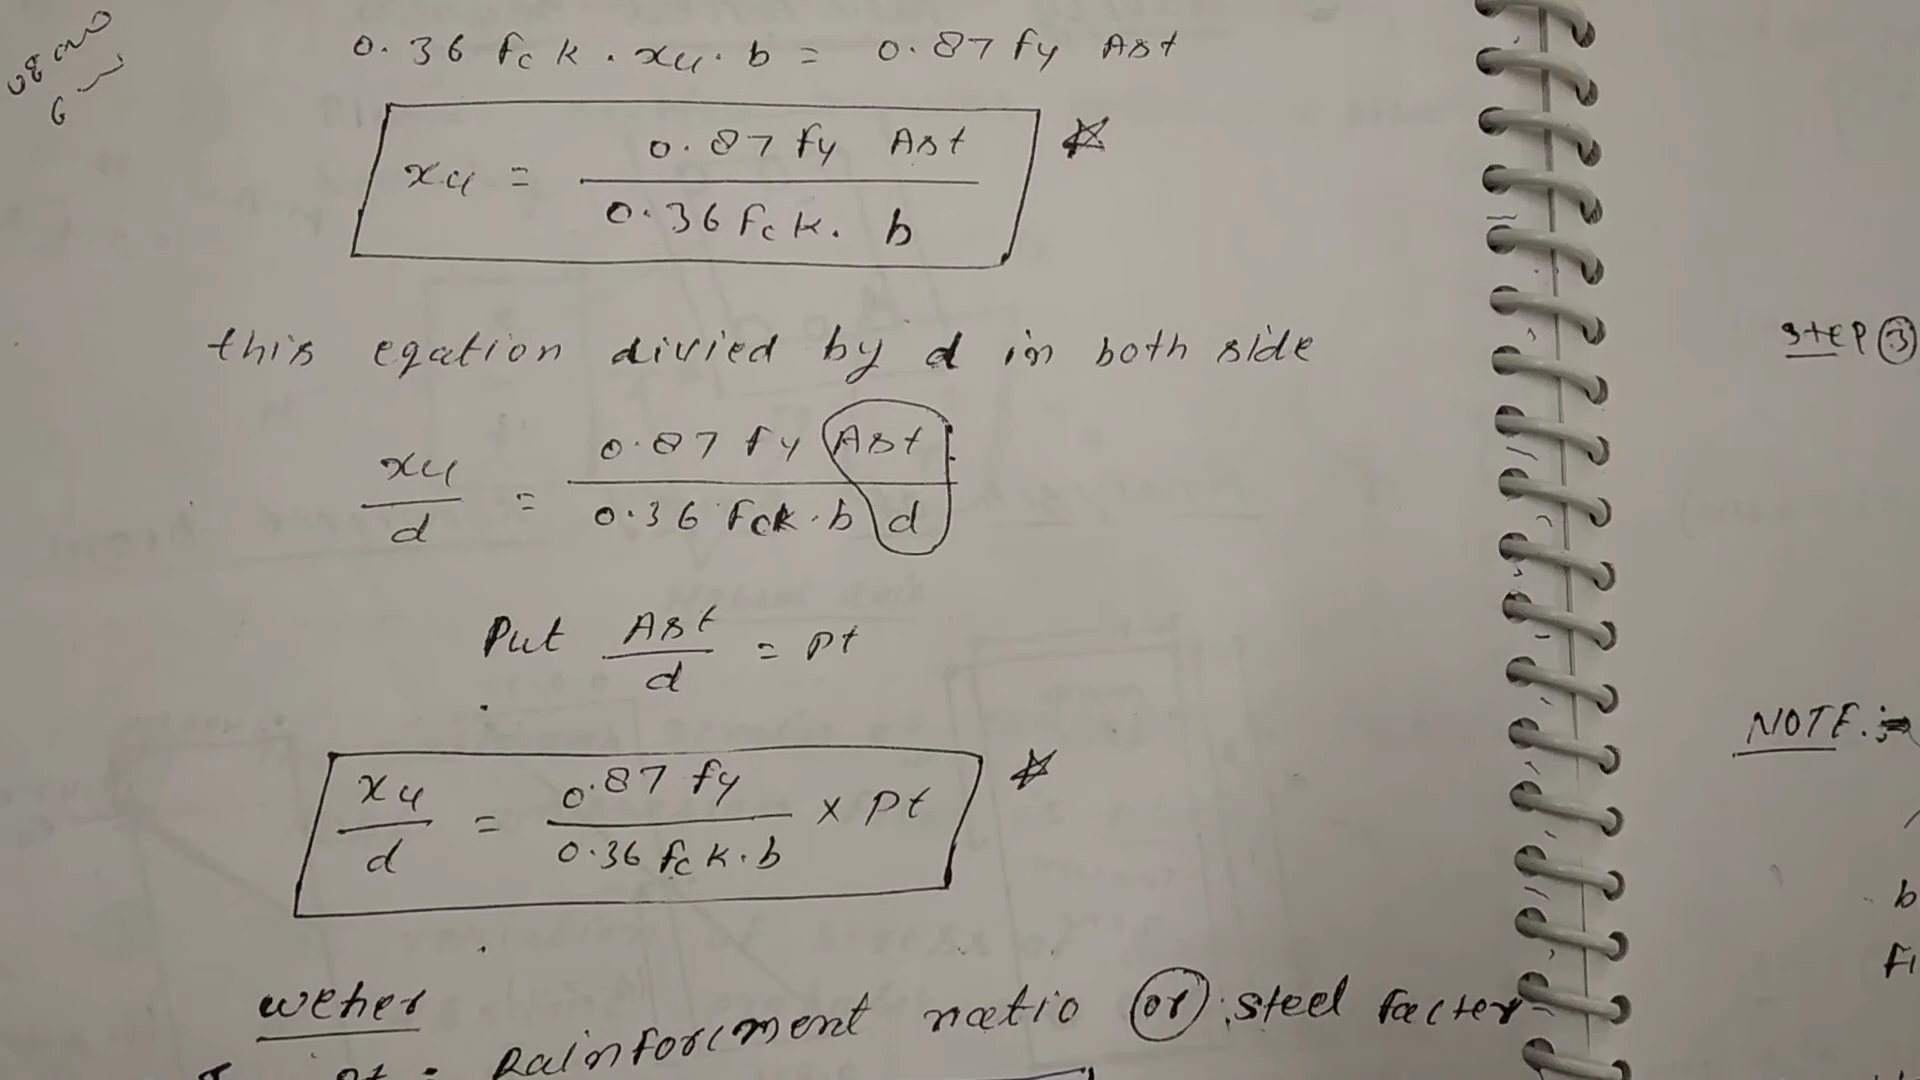 0.36 fck . xu . b = 0.87 fy Ast
xu = 0.87 fy Ast / 0.36 fck . b
this eqation divied by d in both side
xu / d = 0.87 fy Ast / 0.36 fck . b d
Put Ast / d = pt
xu / d = 0.87 fy / 0.36 fck . b x pt
weher
pt = Rainforcment ratio or steel factor
STEP 3
NOTE :-
b